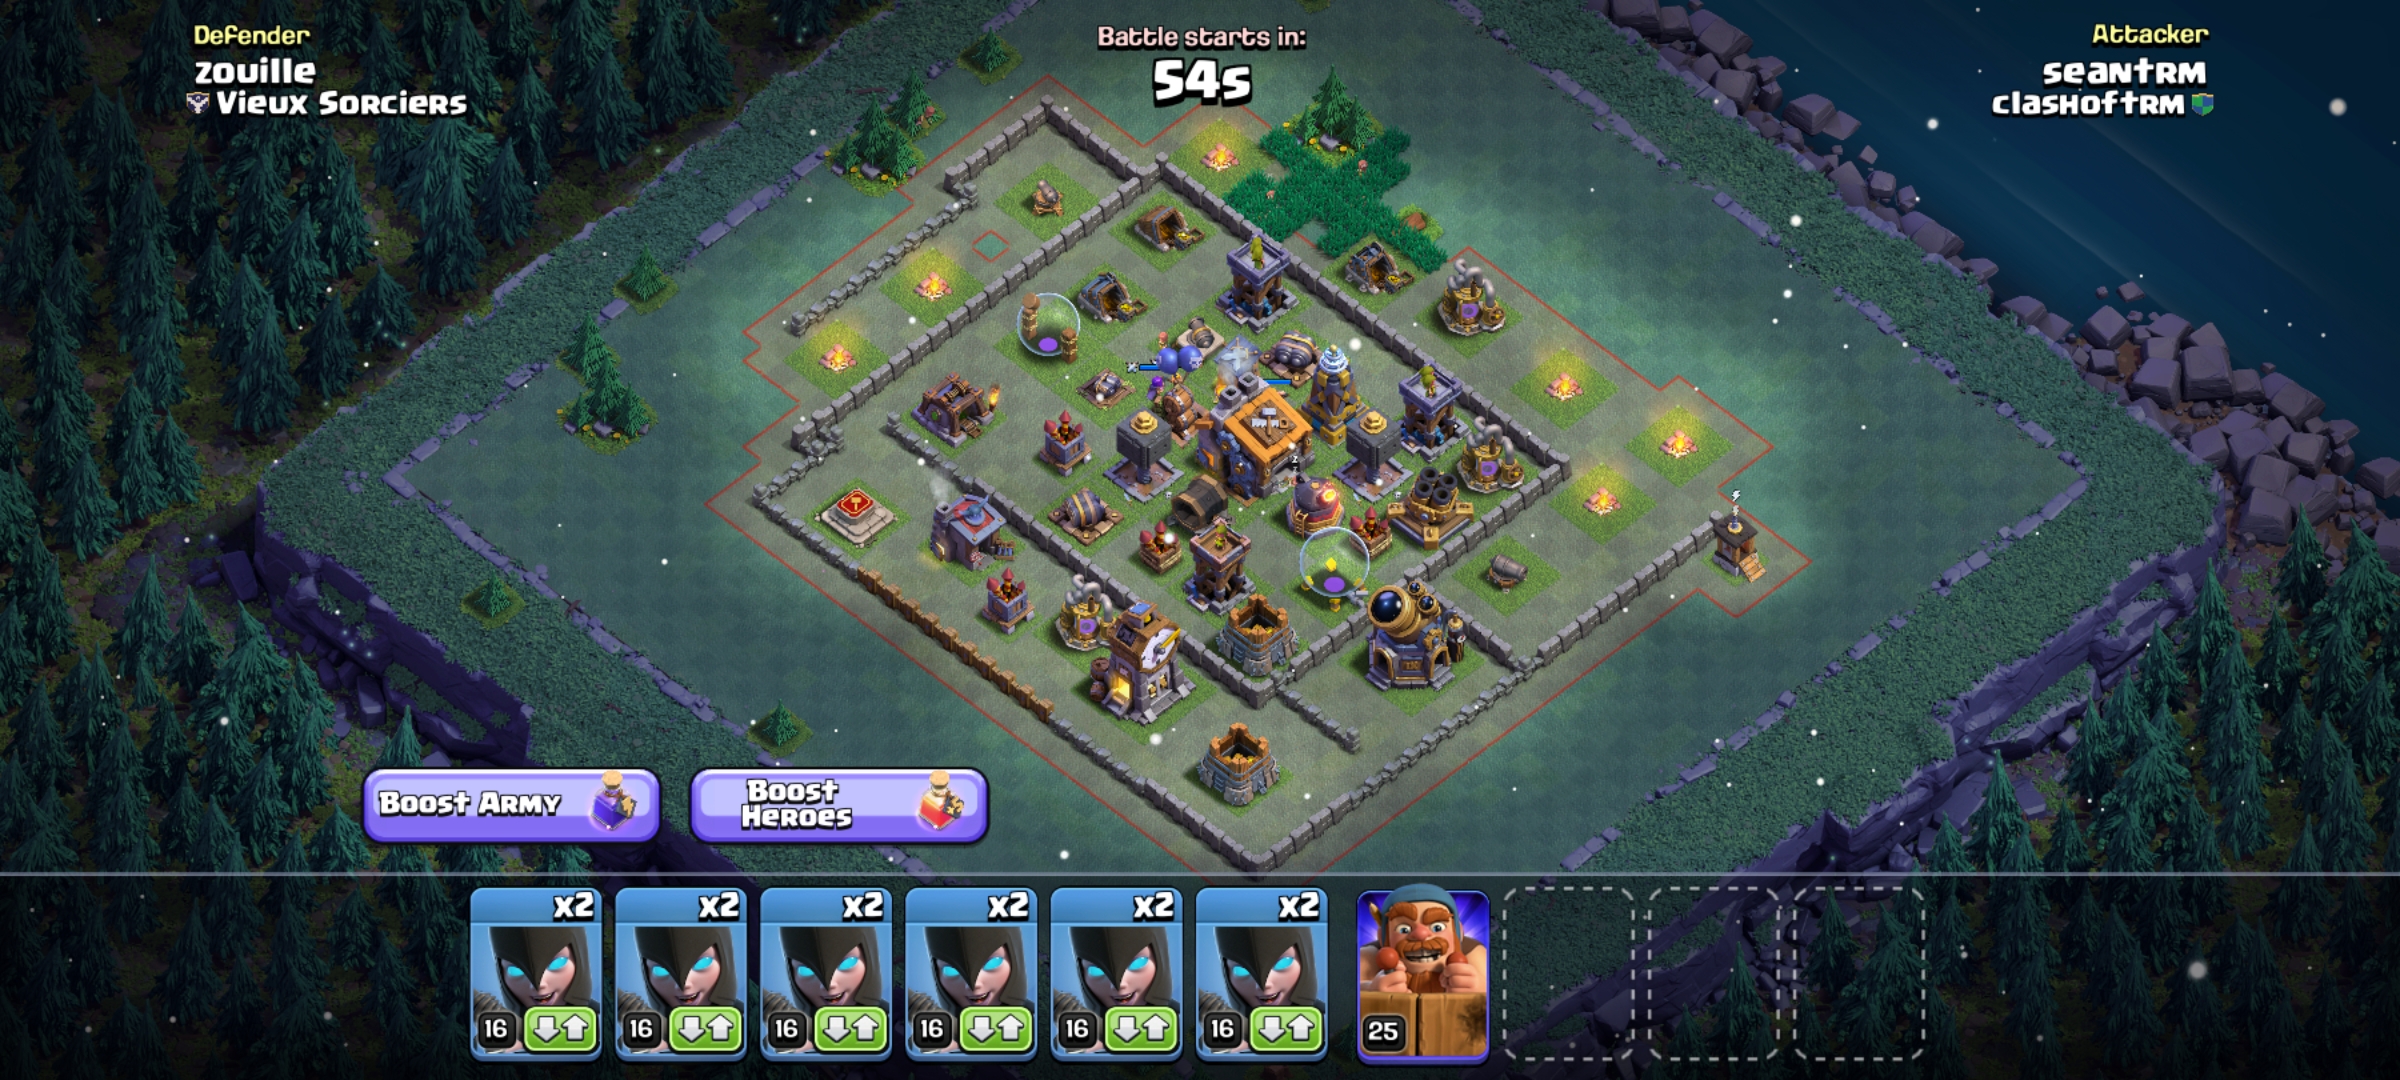 Defender
zouille
Vieux Sorciers
Battle starts in:
54s
Attacker
seantRM
clashoftRM
Boost Army
Boost
Heroes
x2
x2
x2
x2
x2
x2
16
16
16
16
16
16
25